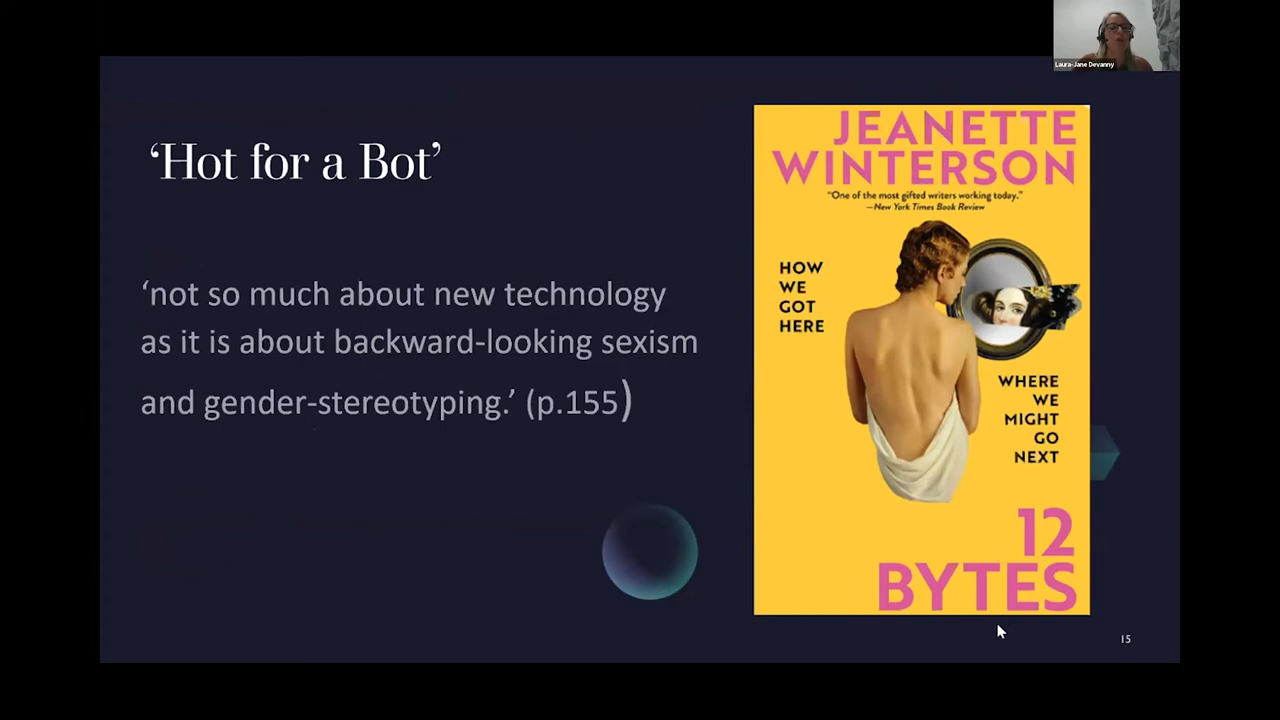 Laura-Jane Devanny
‘Hot for a Bot’
‘not so much about new technology
as it is about backward-looking sexism
and gender-stereotyping.’ (p.155)
JEANETTE
WINTERSON
“One of the most gifted writers working today.”
—New York Times Book Review
HOW
WE
GOT
HERE
WHERE
WE
MIGHT
GO
NEXT
12
BYTES
15